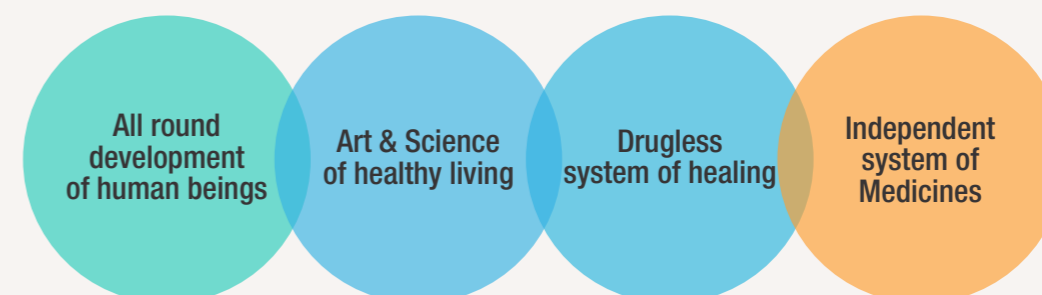 All round
development
of human beings
Art & Science
of healthy living
Drugless
system of healing
Independent
system of
Medicines